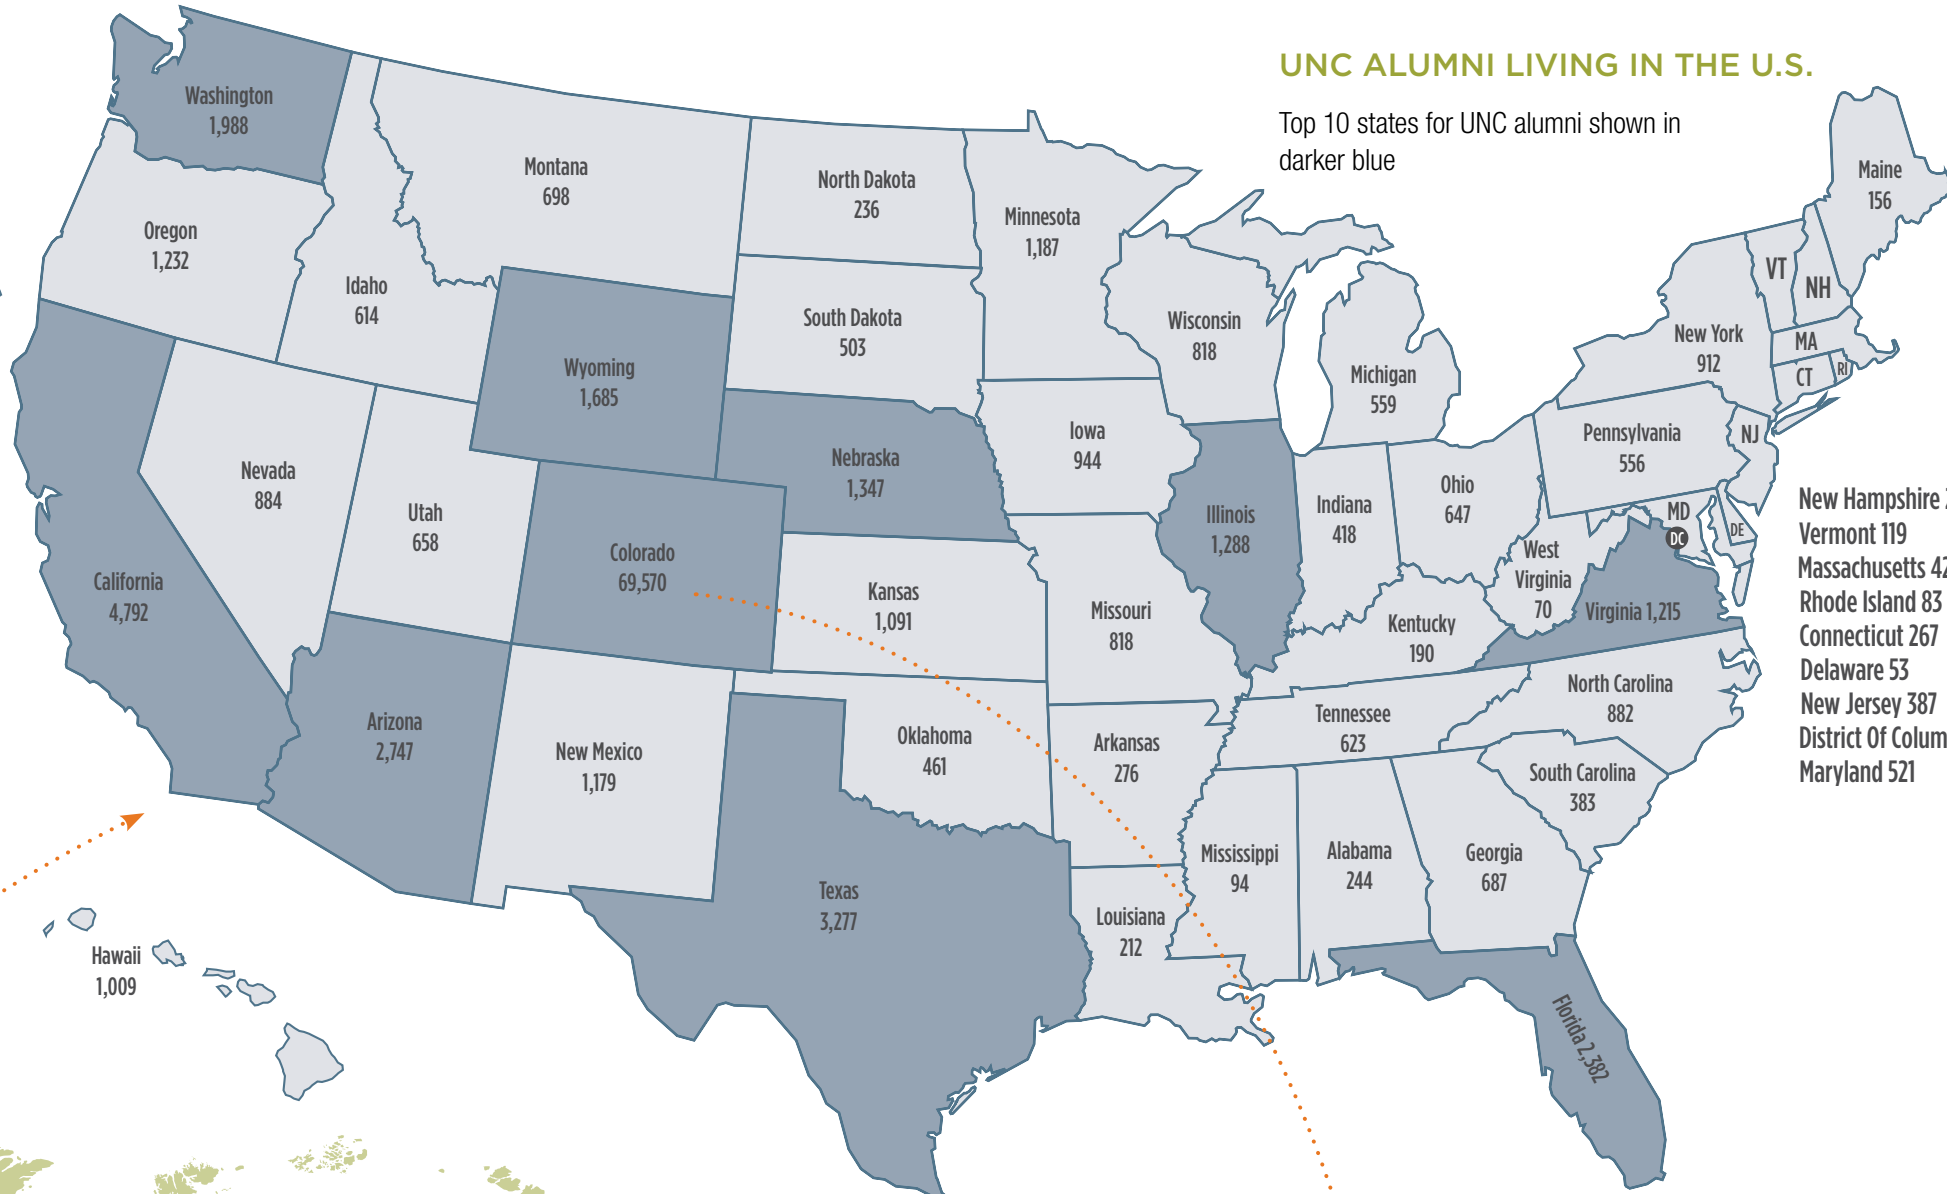 UNC ALUMNI LIVING IN THE U.S.
Top 10 states for UNC alumni shown in
darker blue
Washington
1,988
Oregon
1,232
California
4,792
Idaho
614
Nevada
884
Montana
698
Wyoming
1,685
Utah
658
Colorado
69,570
Arizona
2,747
New Mexico
1,179
North Dakota
236
South Dakota
503
Nebraska
1,347
Kansas
1,091
Oklahoma
461
Texas
3,277
Minnesota
1,187
Iowa
944
Missouri
818
Arkansas
276
Louisiana
212
Wisconsin
818
Illinois
1,288
Michigan
559
Indiana
418
Ohio
647
Kentucky
190
Tennessee
623
Mississippi
94
Alabama
244
Georgia
687
Florida 2,382
South Carolina
383
North Carolina
882
Virginia 1,215
West
Virginia
70
Pennsylvania
556
New York
912
Maine
156
VT
NH
MA
CT
RI
NJ
MD
DC
DE
New Hampshire
Vermont 119
Massachusetts 42
Rhode Island 83
Connecticut 267
Delaware 53
New Jersey 387
District Of Colum
Maryland 521
Hawaii
1,009